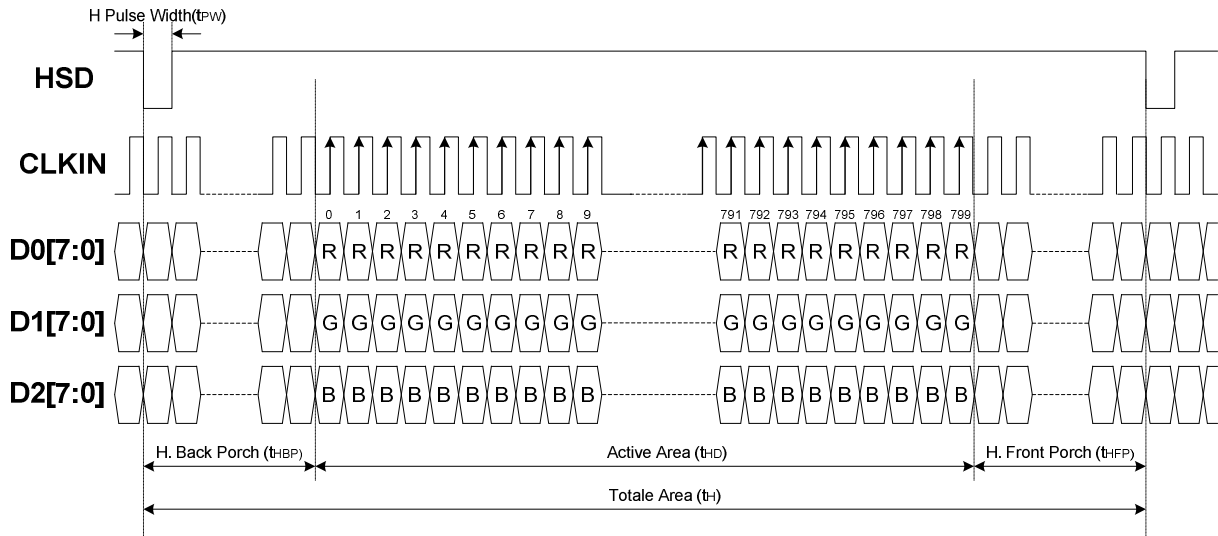 H Pulse Width(tPW)
HSD
CLKIN
0 1 2 3 4 5 6 7 8 9 791 792 793 794 795 796 797 798 799
D0[7:0] R R R R R R R R R R R R R R R R R R R
D1[7:0] G G G G G G G G G G G G G G G G G G G
D2[7:0] B B B B B B B B B B B B B B B B B B B
H. Back Porch (tHBP) Active Area (tHD) H. Front Porch (tHFP)
Totale Area (tH)